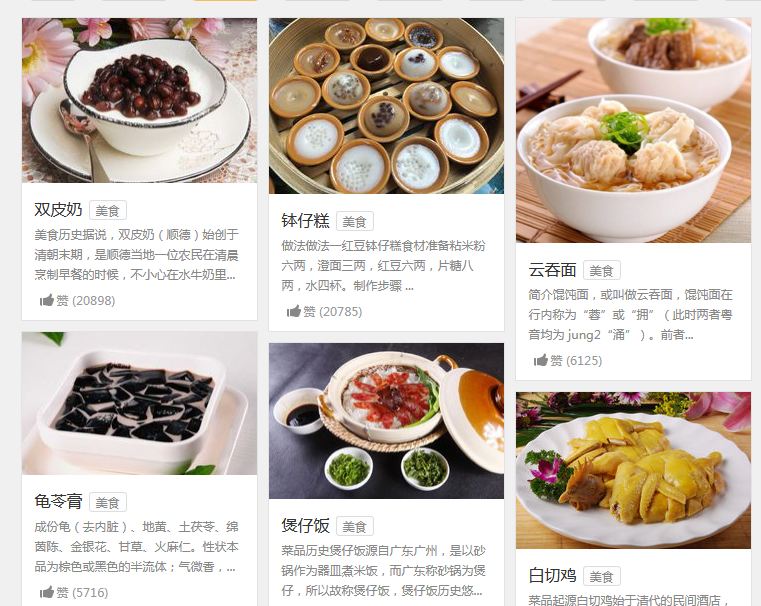 双皮奶 美食
美食历史据说，双皮奶（顺德）始创于
清朝末期，是顺德当地一位农民在清晨
烹制早餐的时候，不小心在水牛奶里...
赞 (20898)
龟苓膏 美食
成份龟（去内脏）、地黄、土茯苓、绵
茵陈、金银花、甘草、火麻仁。性状本
品为棕色或黑色的半流体；气微香，...
赞 (5716)
钵仔糕 美食
做法做法一红豆钵仔糕食材准备粘米粉
六两，澄面三两，红豆六两，片糖八
两，水四杯。制作步骤 ...
赞 (20785)
煲仔饭 美食
菜品历史煲仔饭源自广东广州，是以砂
锅作为器皿煮米饭，而广东称砂锅为煲
仔，所以故称煲仔饭，煲仔饭历史悠...
云吞面 美食
简介馄饨面，或叫做云吞面，馄饨面在
行内称为“蓉”或“拥”（此时两者粤
音均为 jung2“涌”）。前者...
赞 (6125)
白切鸡 美食
菜品起源白切鸡始于清代的民间酒店，